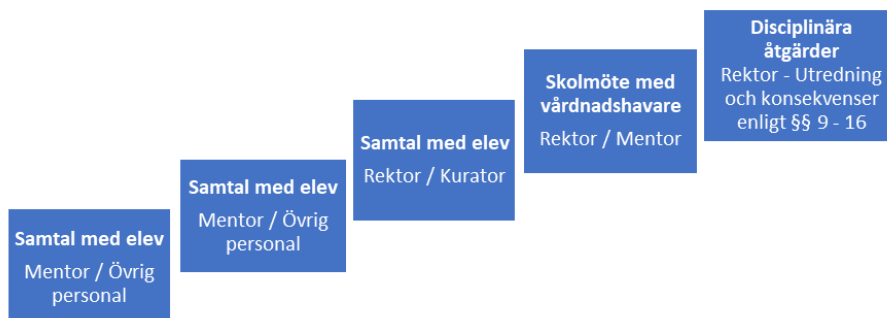 Samtal med elev
Mentor / Övrig
personal
Samtal med elev
Mentor / Övrig
personal
Samtal med elev
Rektor / Kurator
Skolmöte med
vårdnadshavare
Rektor / Mentor
Disciplinära
åtgärder
Rektor - Utredning
och konsekvenser
enligt §§ 9 - 16